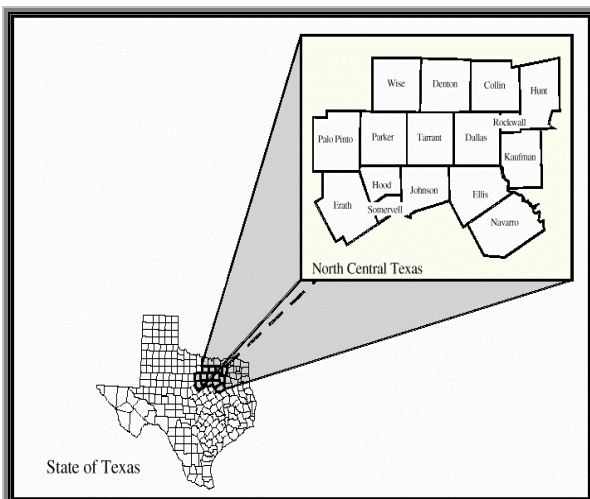 Wise Denton Collin Hunt
Rockwall
Palo Pinto Parker Tarrant Dallas
Kaufman
Hood Johnson Ellis
Erath Somervell
Navarro
North Central Texas
State of Texas